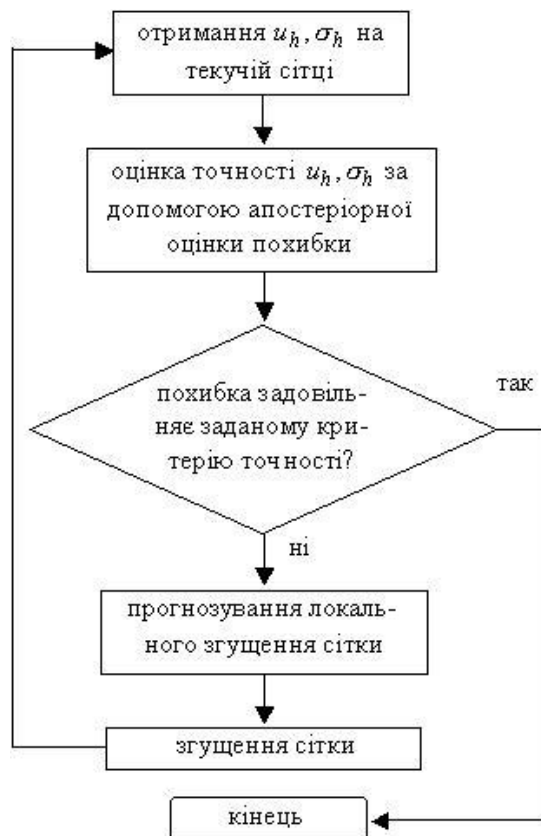 отримання u_h, σ_h на
текучій сітці
оцінка точності u_h, σ_h за
допомогою апостеріорної
оцінки похибки
похибка задовіль-
няє заданому кри-
терію точності?
так
ні
прогнозування локаль-
ного згущення сітки
згущення сітки
кінець